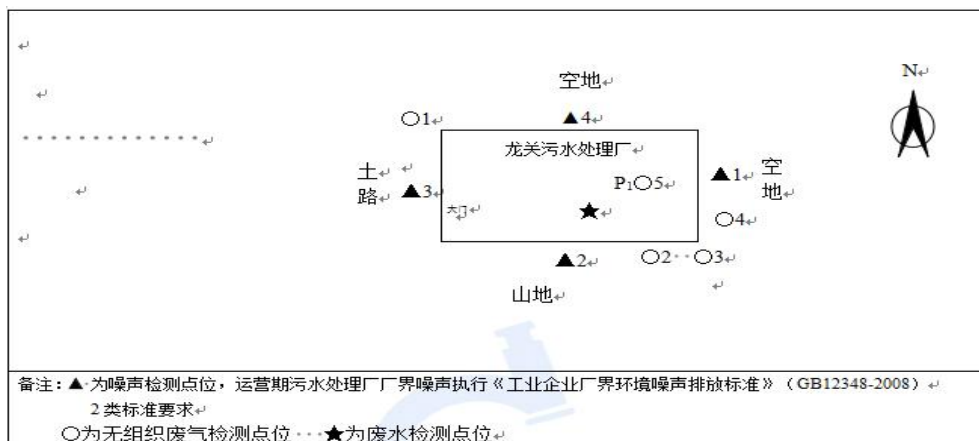 N
空地
○1
▲4
龙关污水处理厂
土路
▲3
P₁○5
▲1
空地
大门
★
○4
▲2
○2··○3
山地
备注：▲·为噪声检测点位，运营期污水处理厂厂界噪声执行《工业企业厂界环境噪声排放标准》（GB12348-2008）
2 类标准要求
○为无组织废气检测点位···★为废水检测点位